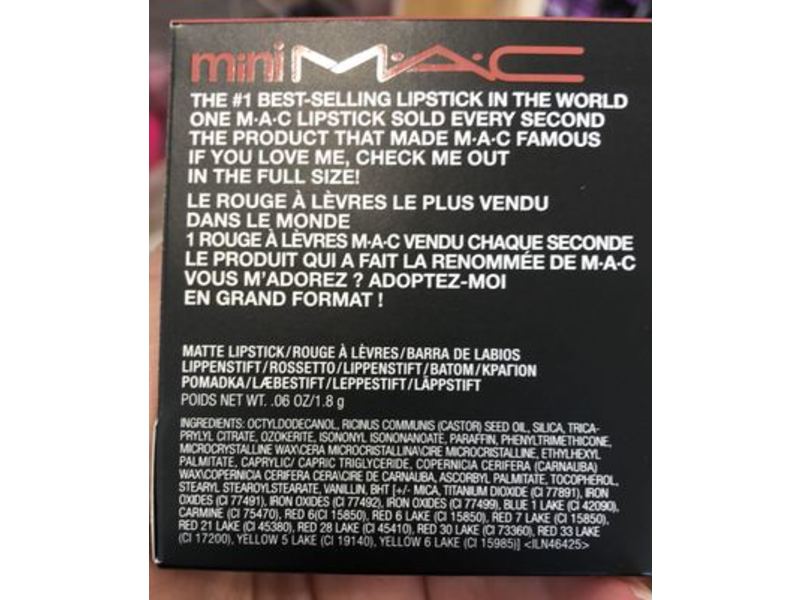 mini M·A·C
THE #1 BEST-SELLING LIPSTICK IN THE WORLD
ONE M·A·C LIPSTICK SOLD EVERY SECOND
THE PRODUCT THAT MADE M·A·C FAMOUS
IF YOU LOVE ME, CHECK ME OUT
IN THE FULL SIZE!
LE ROUGE À LÈVRES LE PLUS VENDU
DANS LE MONDE
1 ROUGE À LÈVRES M·A·C VENDU CHAQUE SECONDE
LE PRODUIT QUI A FAIT LA RENOMMÉE DE M·A·C
VOUS M'ADOREZ ? ADOPTEZ-MOI
EN GRAND FORMAT !
MATTE LIPSTICK/ROUGE À LÈVRES/BARRA DE LABIOS
LIPPENSTIFT/ROSSETTO/LIPPENSTIFT/BATOM/ΚΡΑΓΙΟΝ
POMADKA/LÆBESTIFT/LEPPESTIFT/LÄPPSTIFT
POIDS NET WT. .06 OZ/1.8 g
INGREDIENTS: OCTYLDODECANOL, RICINUS COMMUNIS (CASTOR) SEED OIL, SILICA, TRICA-
PRYLYL CITRATE, OZOKERITE, ISONONYL ISONONANOATE, PARAFFIN, PHENYLTRIMETHICONE,
MICROCRYSTALLINE WAX\CERA MICROCRISTALLINA\CIRE MICROCRISTALLINE, ETHYLHEXYL
PALMITATE, CAPRYLIC/ CAPRIC TRIGLYCERIDE, COPERNICIA CERIFERA (CARNAUBA)
WAX\COPERNICIA CERIFERA CERA\CIRE DE CARNAUBA, ASCORBYL PALMITATE, TOCOPHEROL,
STEARYL STEAROYLSTEARATE, VANILLIN, BHT [+/- MICA, TITANIUM DIOXIDE (CI 77891), IRON
OXIDES (CI 77491), IRON OXIDES (CI 77492), IRON OXIDES (CI 77499), BLUE 1 LAKE (CI 42090),
CARMINE (CI 75470), RED 6(CI 15850), RED 6 LAKE (CI 15850), RED 7 LAKE (CI 15850),
RED 21 LAKE (CI 45380), RED 28 LAKE (CI 45410), RED 30 LAKE (CI 73360), RED 33 LAKE
(CI 17200), YELLOW 5 LAKE (CI 19140), YELLOW 6 LAKE (CI 15985)] <ILN46425>